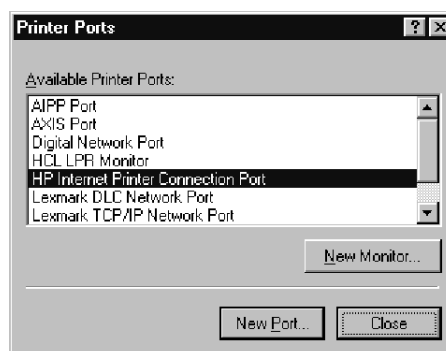 Printer Ports
Available Printer Ports:
AIPP Port
AXIS Port
Digital Network Port
HCL LPR Monitor
HP Internet Printer Connection Port
Lexmark DLC Network Port
Lexmark TCP/IP Network Port
New Monitor...
New Port...
Close